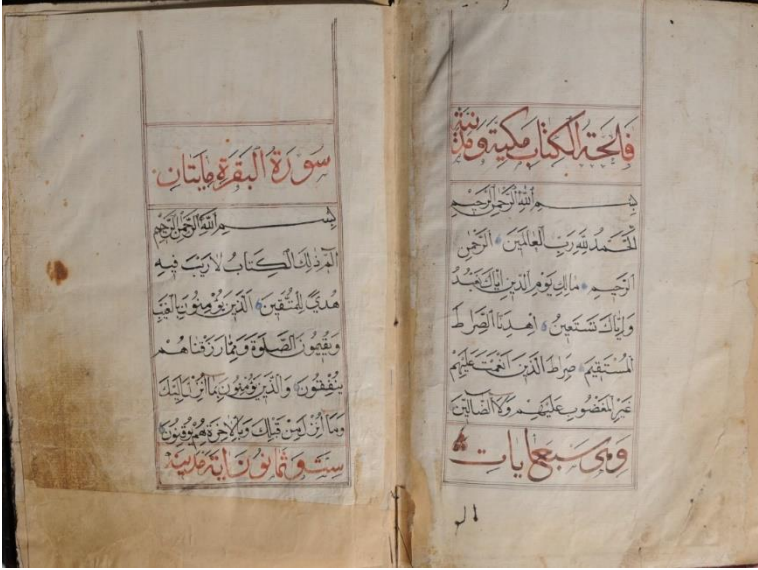 فاتحة الكتاب مكية ومدنية
بسم الله الرحمن الرحيم
الحمد لله رب العالمين الرحمن
الرحيم مالك يوم الدين اياك نعبد
واياك نستعين اهدنا الصراط
المستقيم صراط الذين انعمت عليهم
غير المغضوب عليهم ولا الضالين
وهي سبع ايات
الم
سورة البقرة مايتان
بسم الله الرحمن الرحيم
الم ذلك الكتاب لا ريب فيه
هدى للمتقين الذين يؤمنون بالغيب
ويقيمون الصلوة ومما رزقناهم
ينفقون والذين يؤمنون بما انزل اليك
وما انزل من قبلك وبالاخرة هم يوقنون
ست وثمانون اية مدنية